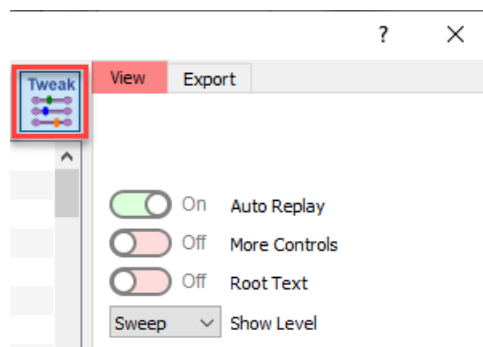 ?
Tweak View Export
On Auto Replay
Off More Controls
Off Root Text
Sweep Show Level